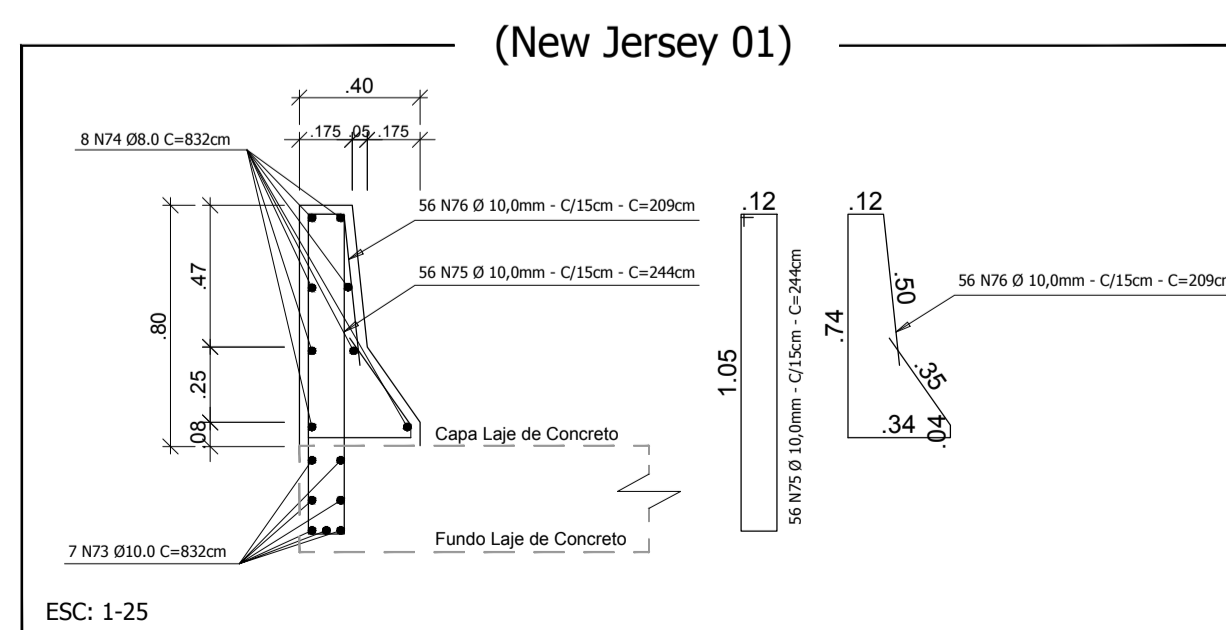 (New Jersey 01)
.40
.175 .05 .175
8 N74 Ø8.0 C=832cm
56 N76 Ø 10,0mm - C/15cm - C=209cm
56 N75 Ø 10,0mm - C/15cm - C=244cm
.80
.47
.25
.08
Capa Laje de Concreto
Fundo Laje de Concreto
7 N73 Ø10.0 C=832cm
.12
1.05
56 N75 Ø 10,0mm - C/15cm - C=244cm
.12
.50
.74
.35
.34
.04
56 N76 Ø 10,0mm - C/15cm - C=209cm
ESC: 1-25